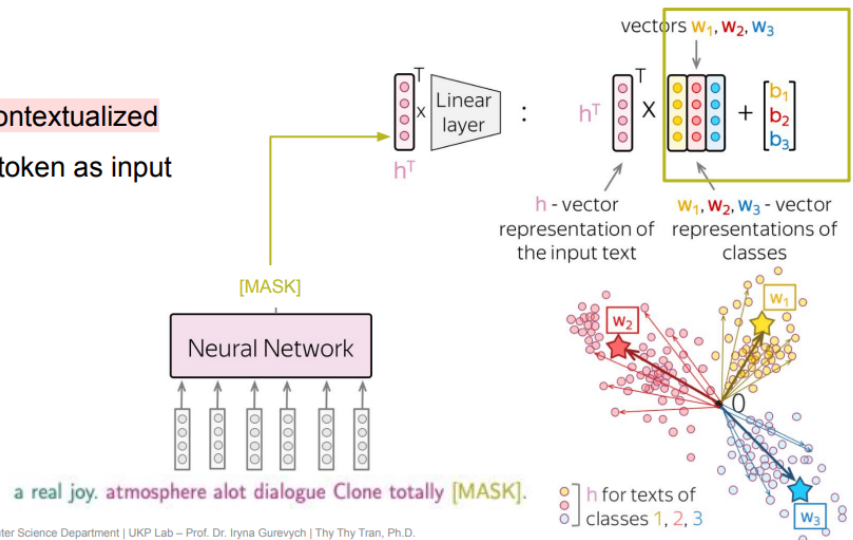 vectors w1, w2, w3
ontextualized
token as input
T
x
Linear
layer
:
hT
T
X
+
b1
b2
b3
hT
h - vector
representation of
the input text
w1, w2, w3 - vector
representations of
classes
[MASK]
Neural Network
w2
w1
0
w3
h for texts of
classes 1, 2, 3
a real joy. atmosphere alot dialogue Clone totally [MASK].
ter Science Department | UKP Lab – Prof. Dr. Iryna Gurevych | Thy Thy Tran, Ph.D.